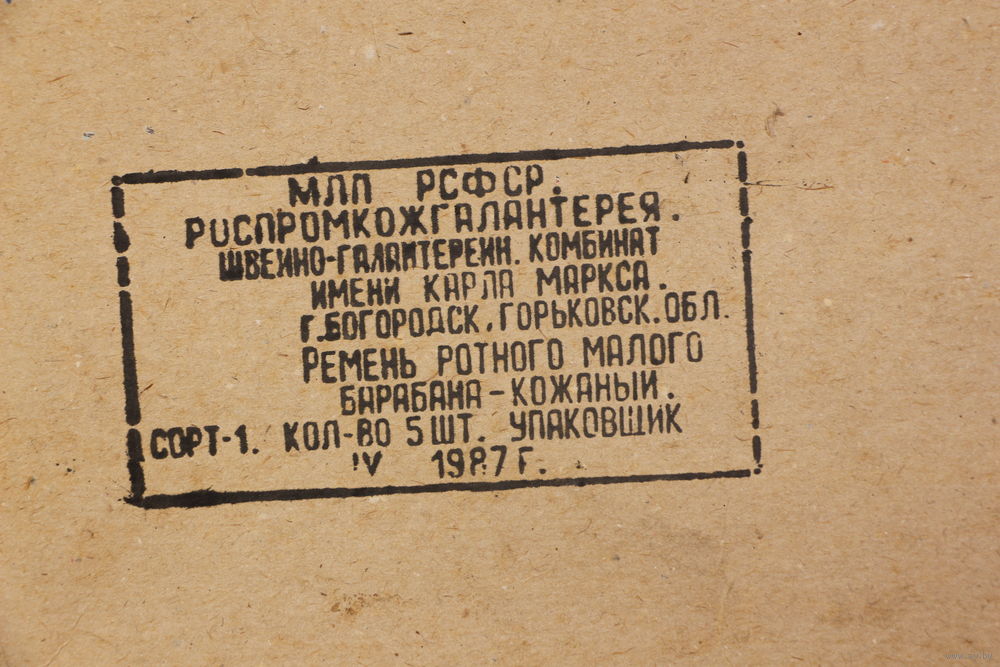 МЛП РСФСР.
РОСПРОМКОЖГАЛАНТЕРЕЯ.
ШВЕЙНО-ГАЛАНТЕРЕЙН. КОМБИНАТ
ИМЕНИ КАРЛА МАРКСА.
Г.БОГОРОДСК, ГОРЬКОВСК. ОБЛ.
РЕМЕНЬ РОТНОГО МАЛОГО
БАРАБАНА – КОЖАНЫЙ.
СОРТ-1. КОЛ-ВО 5 ШТ. УПАКОВЩИК
IV 1987 Г.